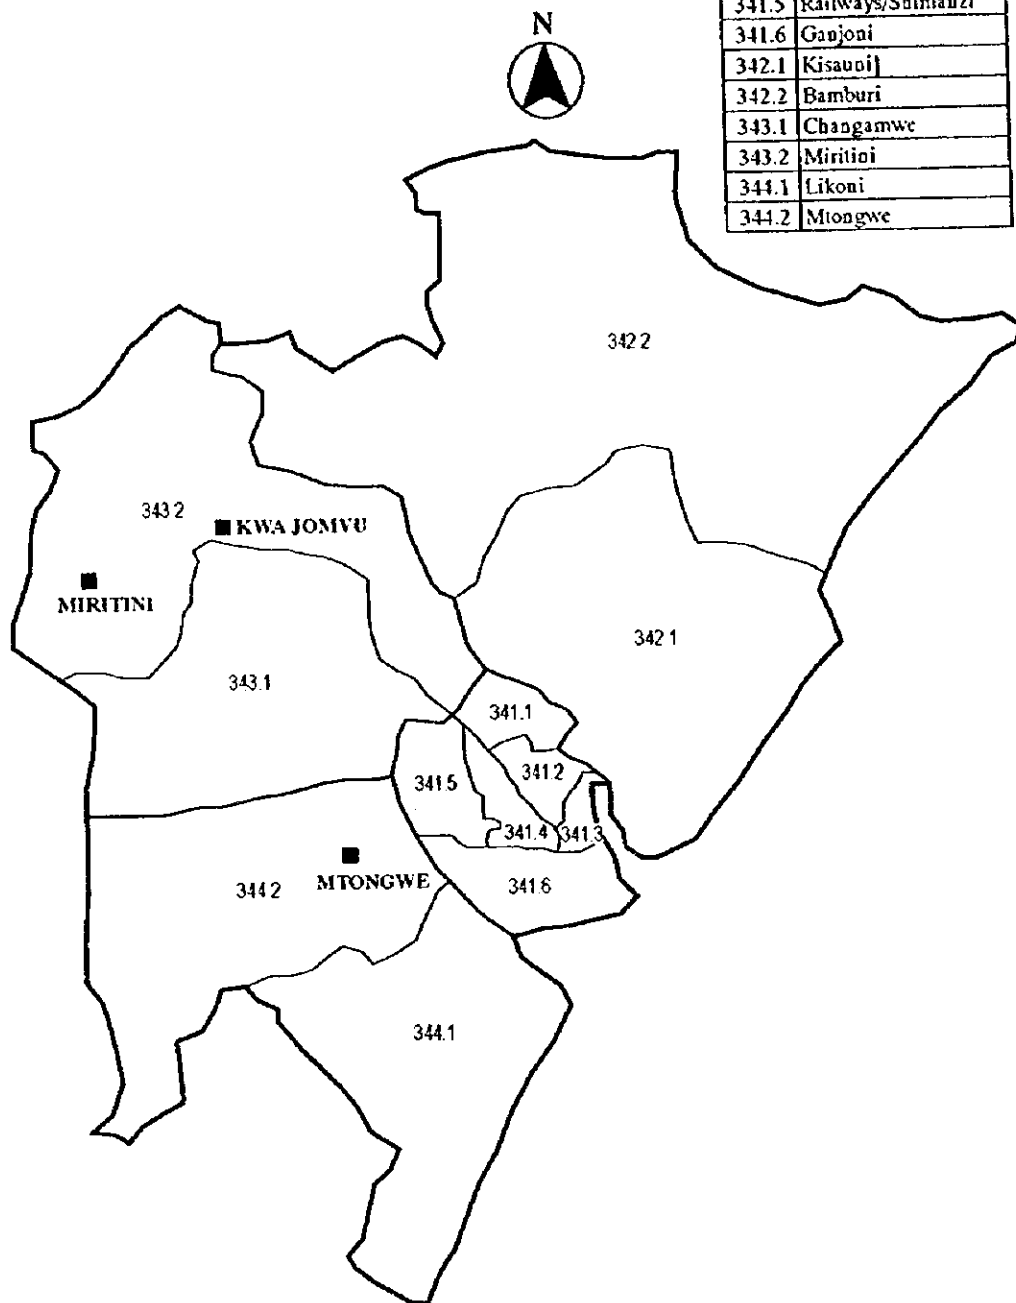 341.5 Railways/Shimanzi
N
341.6 Ganjoni
342.1 Kisauni
342.2 Bamburi
343.1 Changamwe
343.2 Miritini
344.1 Likoni
344.2 Mtongwe
342.2
343 2
KWA JOMVU
MIRITINI
342 1
343.1
341.1
341.2
341.5
341.4
341.3
MTONGWE
344 2
341.6
344.1